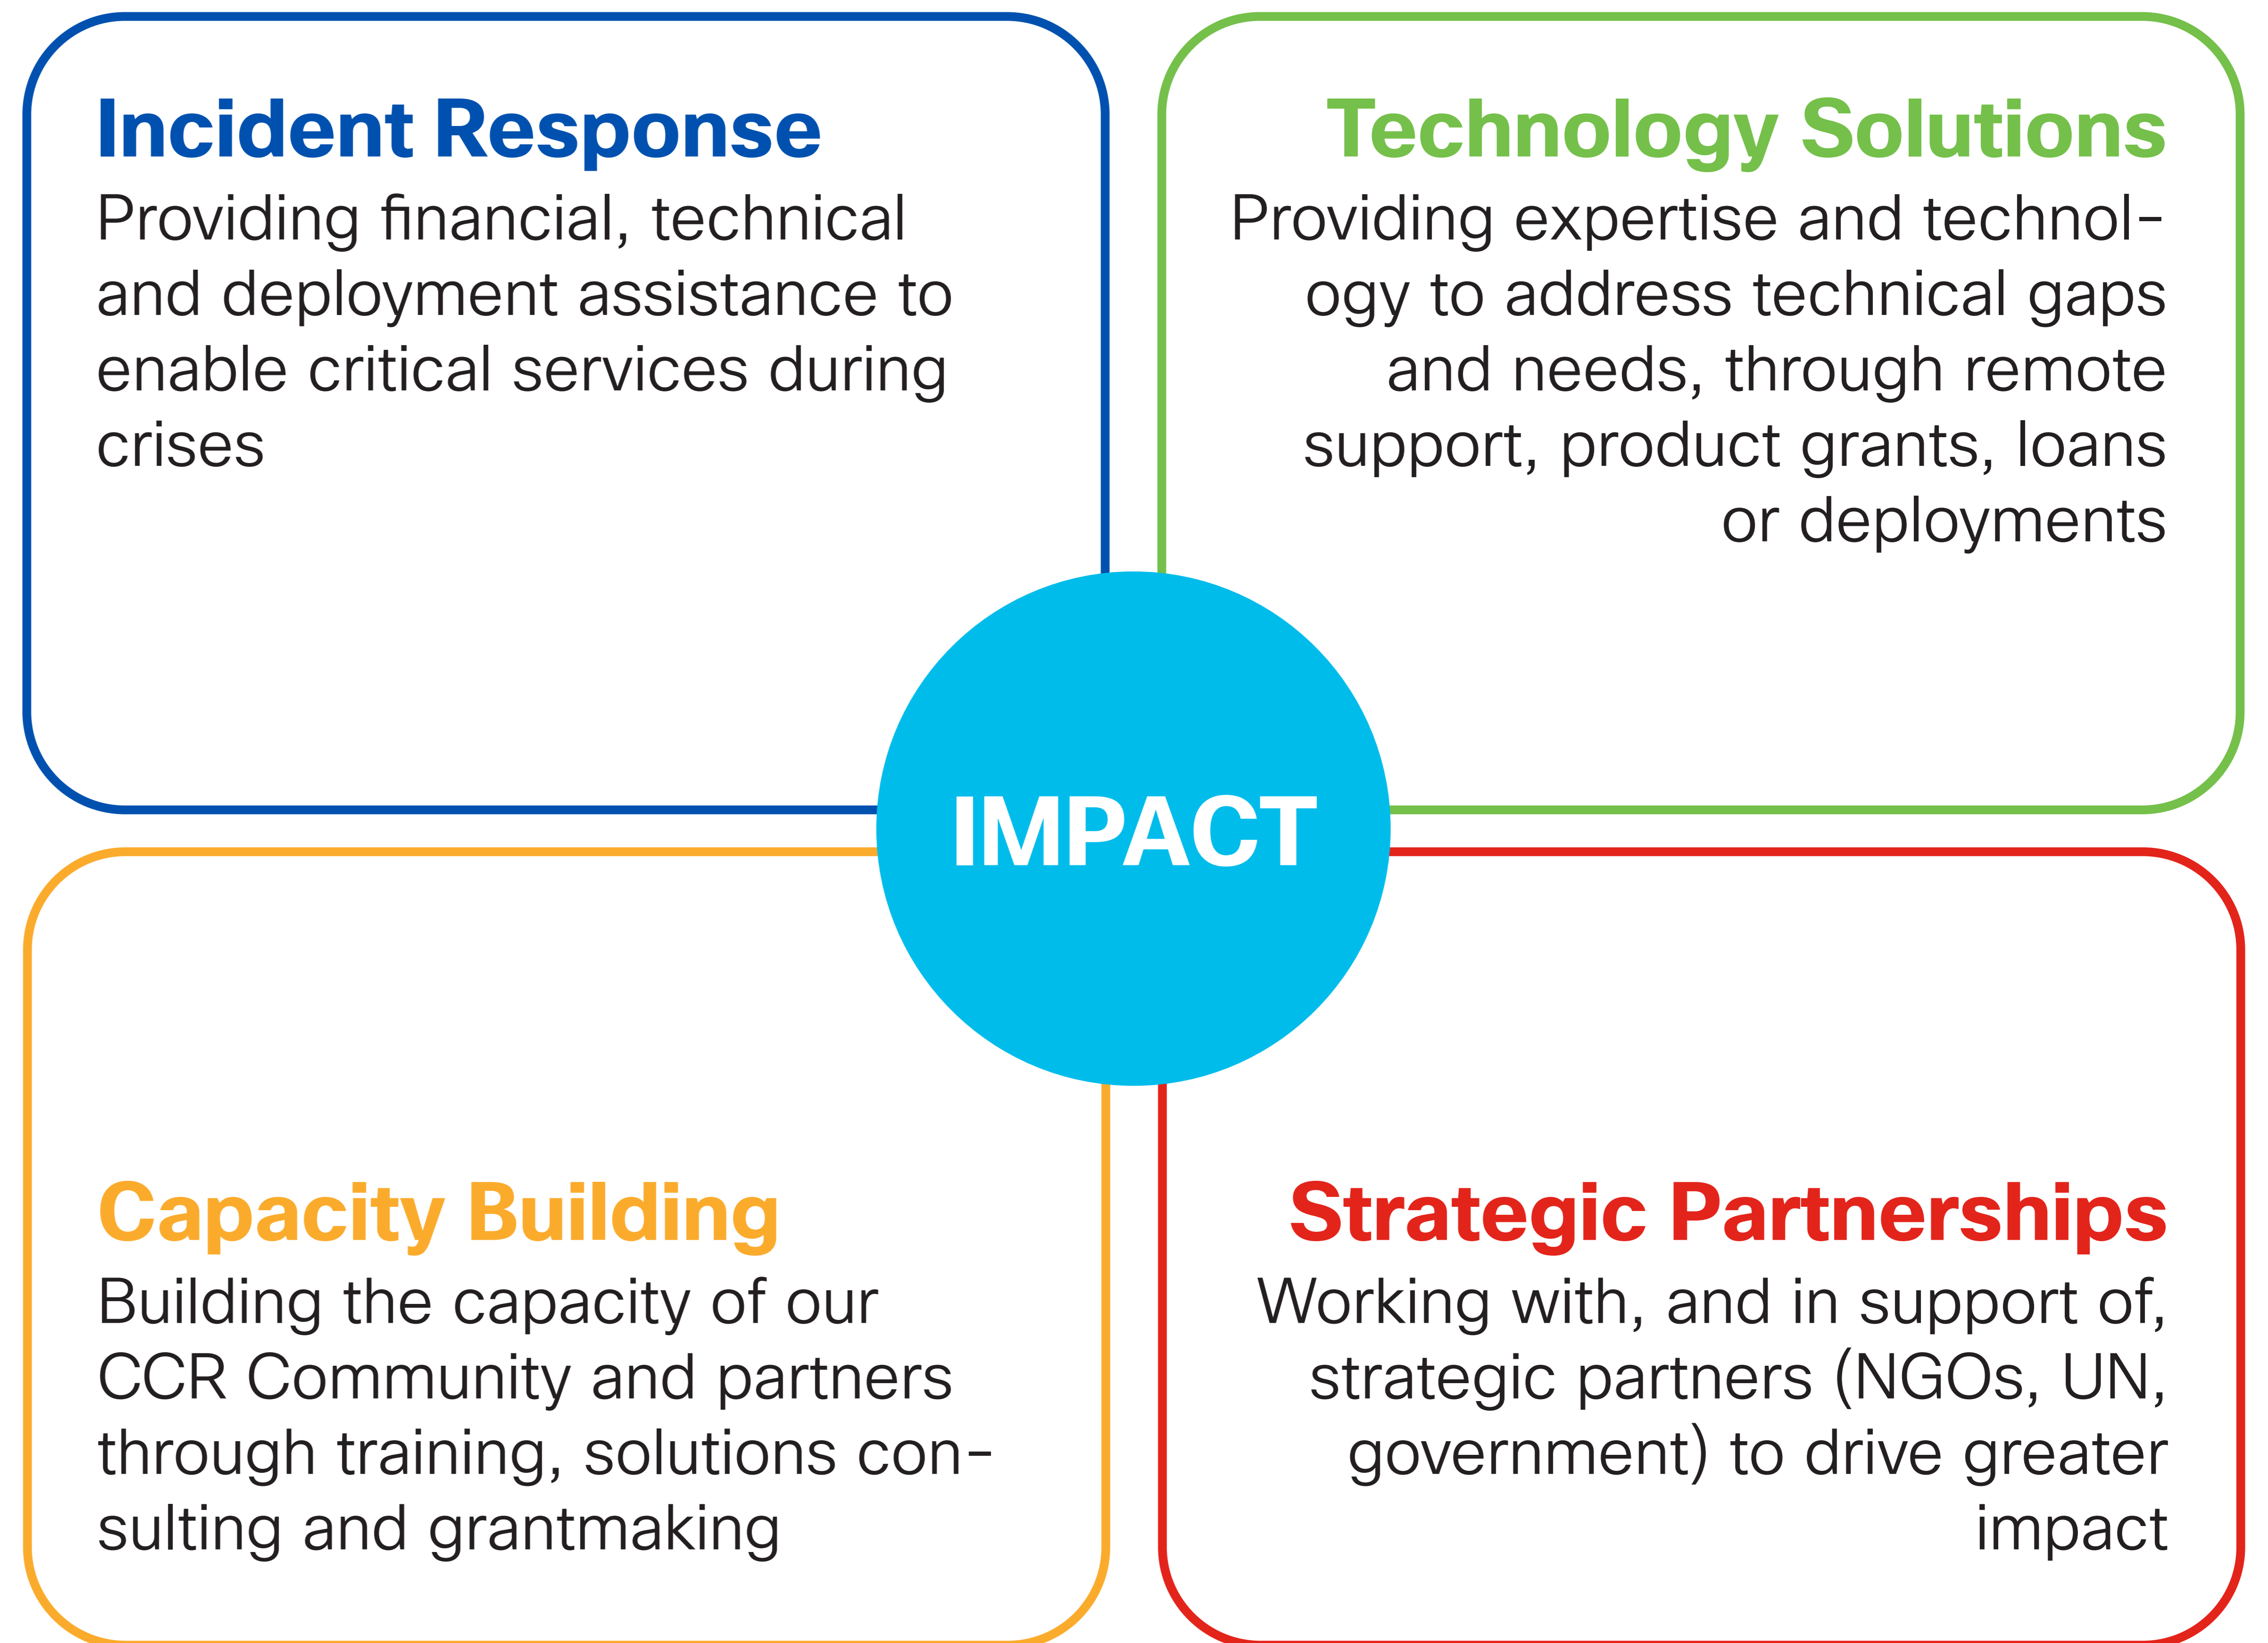 Incident Response
Providing financial, technical
and deployment assistance to
enable critical services during
crises
Technology Solutions
Providing expertise and technol-
ogy to address technical gaps
and needs, through remote
support, product grants, loans
or deployments
IMPACT
Capacity Building
Building the capacity of our
CCR Community and partners
through training, solutions con-
sulting and grantmaking
Strategic Partnerships
Working with, and in support of,
strategic partners (NGOs, UN,
government) to drive greater
impact